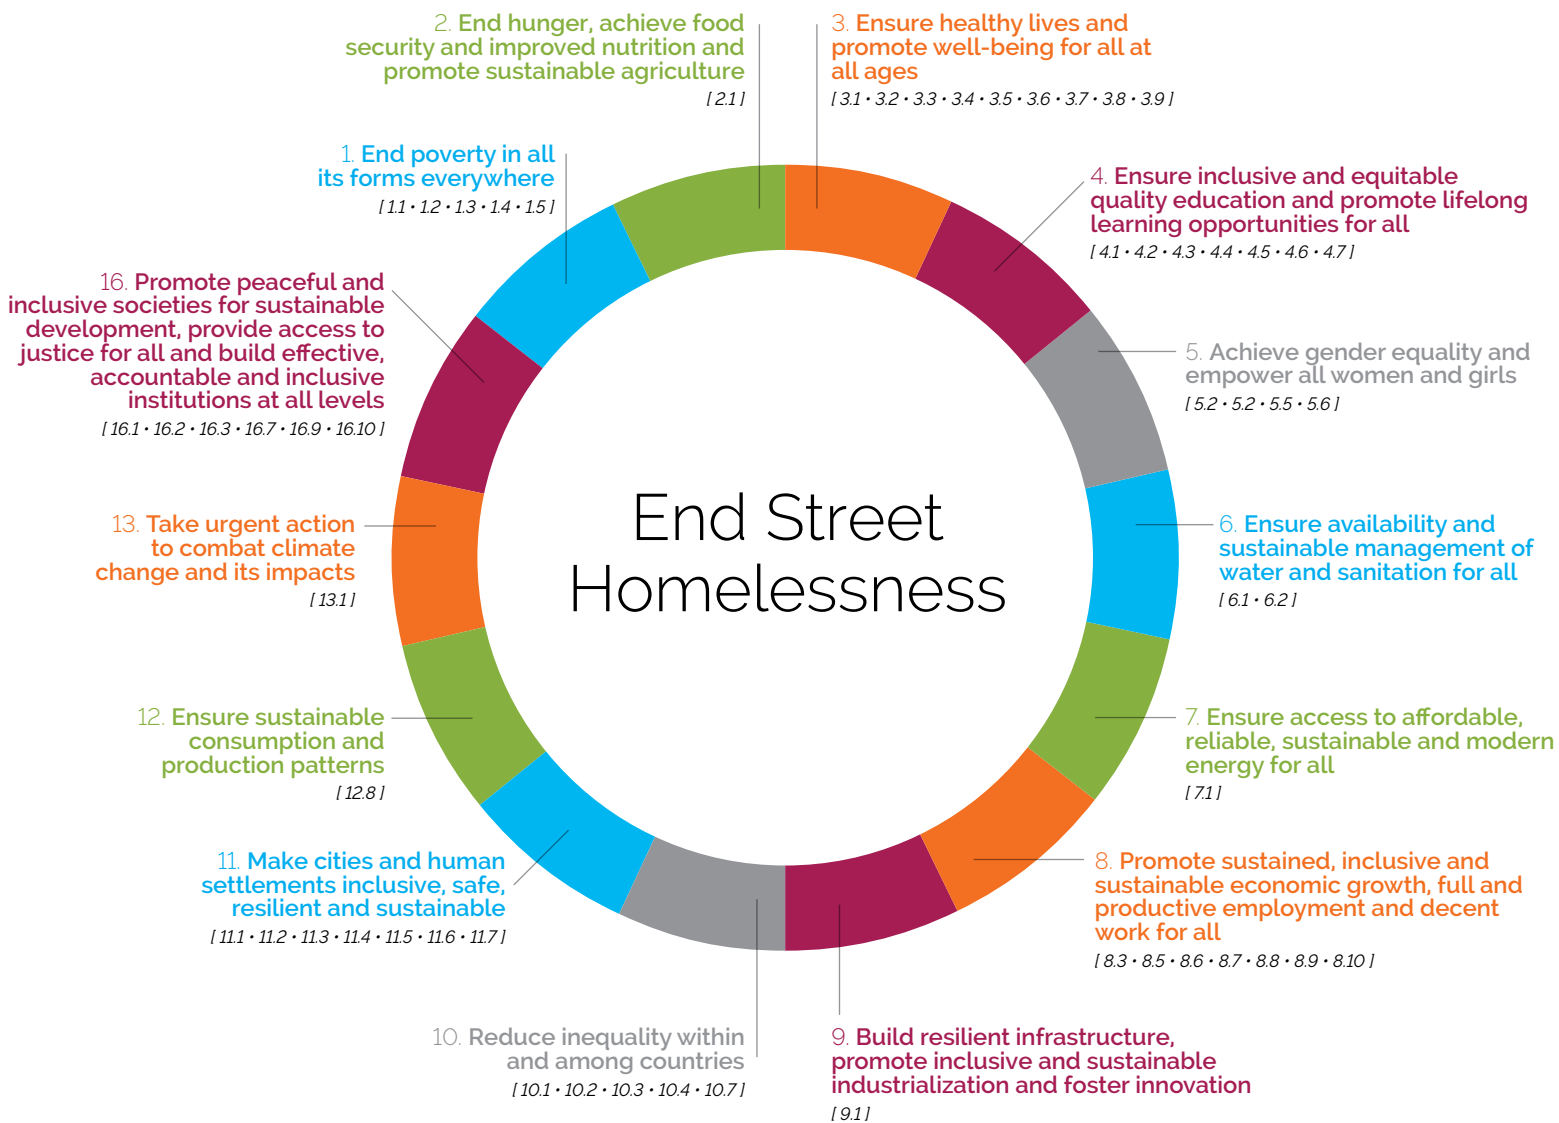 2. End hunger, achieve food
security and improved nutrition and
promote sustainable agriculture
[ 2.1 ]
3. Ensure healthy lives and
promote well-being for all at
all ages
[ 3.1 • 3.2 • 3.3 • 3.4 • 3.5 • 3.6 • 3.7 • 3.8 • 3.9 ]
1. End poverty in all
its forms everywhere
[ 1.1 • 1.2 • 1.3 • 1.4 • 1.5 ]
4. Ensure inclusive and equitable
quality education and promote lifelong
learning opportunities for all
[ 4.1 • 4.2 • 4.3 • 4.4 • 4.5 • 4.6 • 4.7 ]
16. Promote peaceful and
inclusive societies for sustainable
development, provide access to
justice for all and build effective,
accountable and inclusive
institutions at all levels
[ 16.1 • 16.2 • 16.3 • 16.7 • 16.9 • 16.10 ]
5. Achieve gender equality and
empower all women and girls
[ 5.2 • 5.2 • 5.5 • 5.6 ]
End Street
Homelessness
13. Take urgent action
to combat climate
change and its impacts
[ 13.1 ]
6. Ensure availability and
sustainable management of
water and sanitation for all
[ 6.1 • 6.2 ]
12. Ensure sustainable
consumption and
production patterns
[ 12.8 ]
7. Ensure access to affordable,
reliable, sustainable and modern
energy for all
[ 7.1 ]
11. Make cities and human
settlements inclusive, safe,
resilient and sustainable
[ 11.1 • 11.2 • 11.3 • 11.4 • 11.5 • 11.6 • 11.7 ]
8. Promote sustained, inclusive and
sustainable economic growth, full and
productive employment and decent
work for all
[ 8.3 • 8.5 • 8.6 • 8.7 • 8.8 • 8.9 • 8.10 ]
10. Reduce inequality within
and among countries
[ 10.1 • 10.2 • 10.3 • 10.4 • 10.7 ]
9. Build resilient infrastructure,
promote inclusive and sustainable
industrialization and foster innovation
[ 9.1 ]